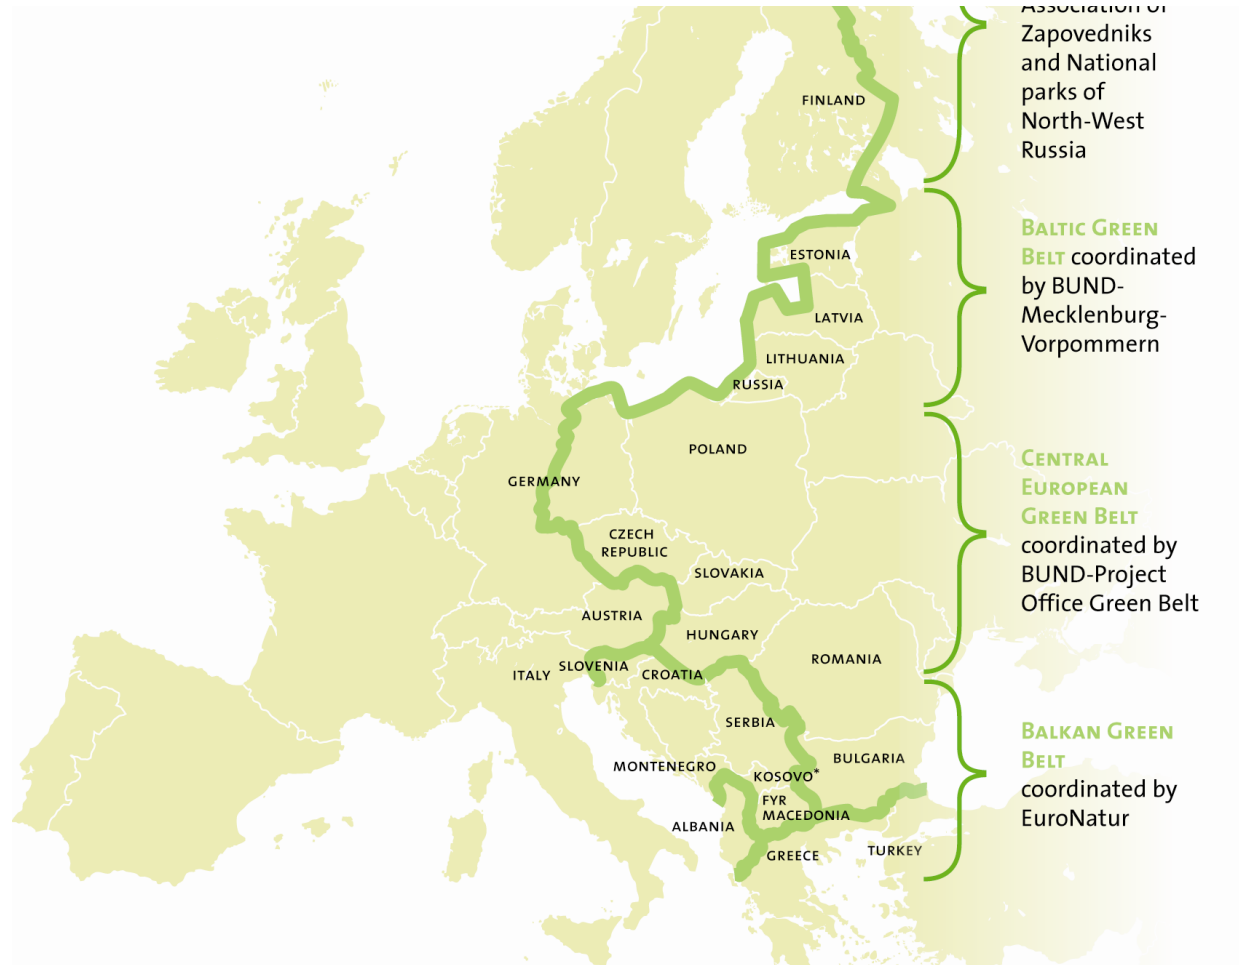 Association of
Zapovedniks
and National
parks of
North-West
Russia
FINLAND
BALTIC GREEN
BELT coordinated
by BUND-
Mecklenburg-
Vorpommern
ESTONIA
LATVIA
LITHUANIA
RUSSIA
POLAND
GERMANY
CENTRAL
EUROPEAN
GREEN BELT
coordinated by
BUND-Project
Office Green Belt
CZECH
REPUBLIC
SLOVAKIA
AUSTRIA
HUNGARY
ROMANIA
SLOVENIA
ITALY
CROATIA
SERBIA
BALKAN GREEN
BELT
coordinated by
EuroNatur
BULGARIA
MONTENEGRO
KOSOVO*
FYR
MACEDONIA
ALBANIA
GREECE
TURKEY